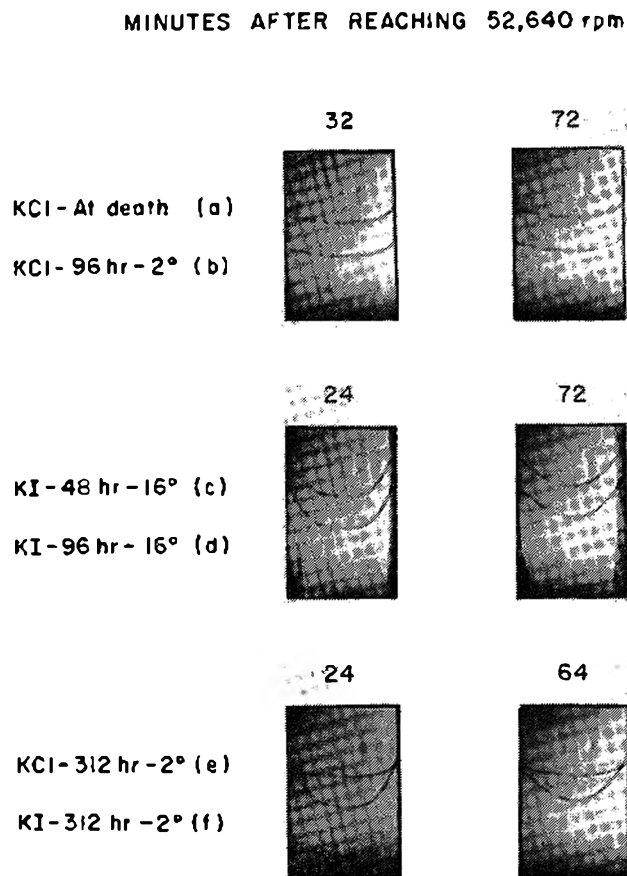 MINUTES AFTER REACHING 52,640 rpm
32 72
KCl-At death (a)
KCl-96 hr-2° (b)
24 72
KI-48 hr-16° (c)
KI-96 hr-16° (d)
24 64
KCl-312 hr-2° (e)
KI-312 hr-2° (f)